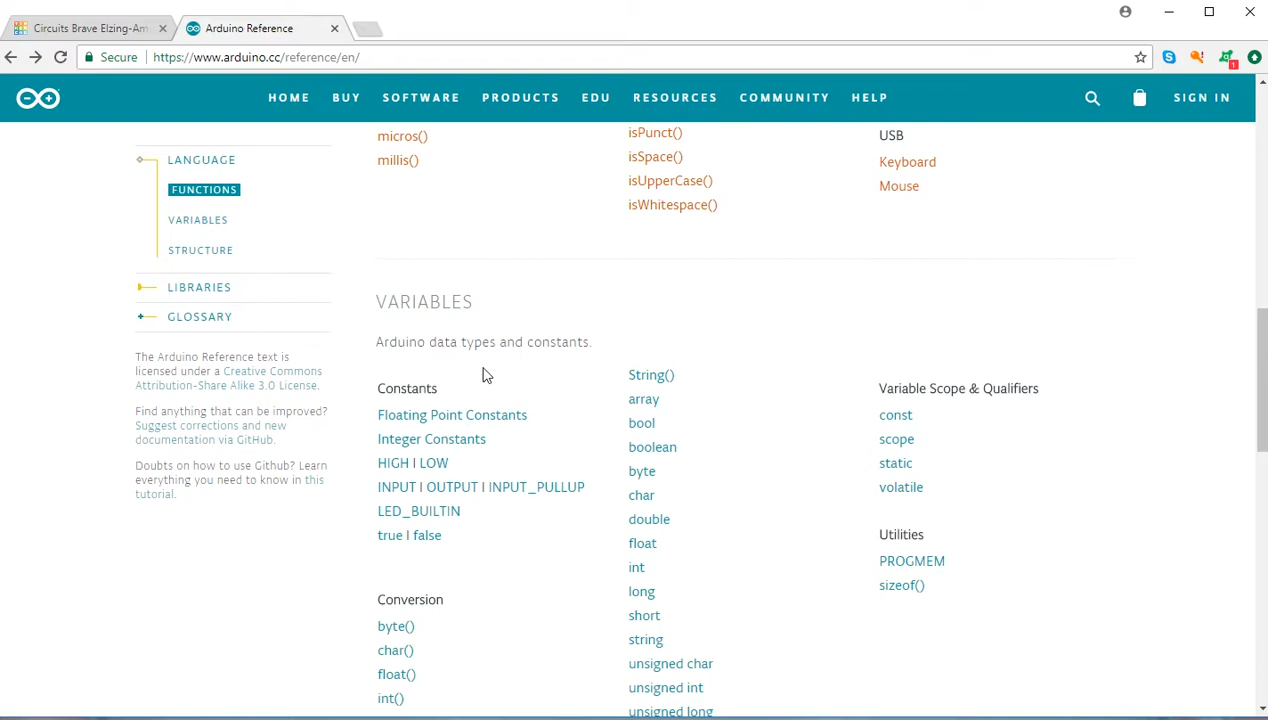 Circuits Brave Elzing-Am
Arduino Reference
Secure
https://www.arduino.cc/reference/en/
1
HOME
BUY
SOFTWARE
PRODUCTS
EDU
RESOURCES
COMMUNITY
HELP
SIGN IN
LANGUAGE
FUNCTIONS
VARIABLES
STRUCTURE
LIBRARIES
GLOSSARY
The Arduino Reference text is
licensed under a Creative Commons
Attribution-Share Alike 3.0 License.
Find anything that can be improved?
Suggest corrections and new
documentation via GitHub.
Doubts on how to use Github? Learn
everything you need to know in this
tutorial.
micros()
millis()
isPunct()
isSpace()
isUpperCase()
isWhitespace()
USB
Keyboard
Mouse
VARIABLES
Arduino data types and constants.
Constants
Floating Point Constants
Integer Constants
HIGH | LOW
INPUT | OUTPUT | INPUT_PULLUP
LED_BUILTIN
true | false
Conversion
byte()
char()
float()
int()
String()
array
bool
boolean
byte
char
double
float
int
long
short
string
unsigned char
unsigned int
unsigned long
Variable Scope & Qualifiers
const
scope
static
volatile
Utilities
PROGMEM
sizeof()